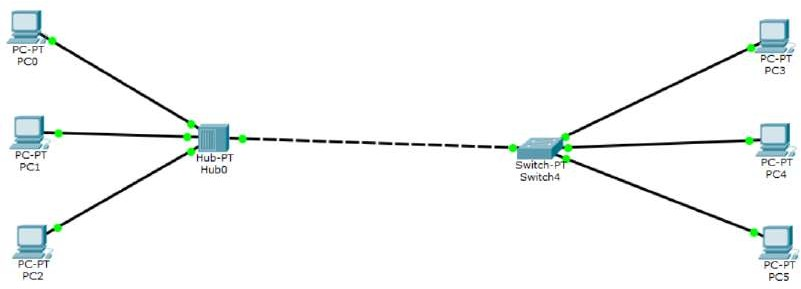 PC-PT
PC0
PC-PT
PC1
PC-PT
PC2
Hub-PT
Hub0
Switch-PT
Switch4
PC-PT
PC3
PC-PT
PC4
PC-PT
PC5